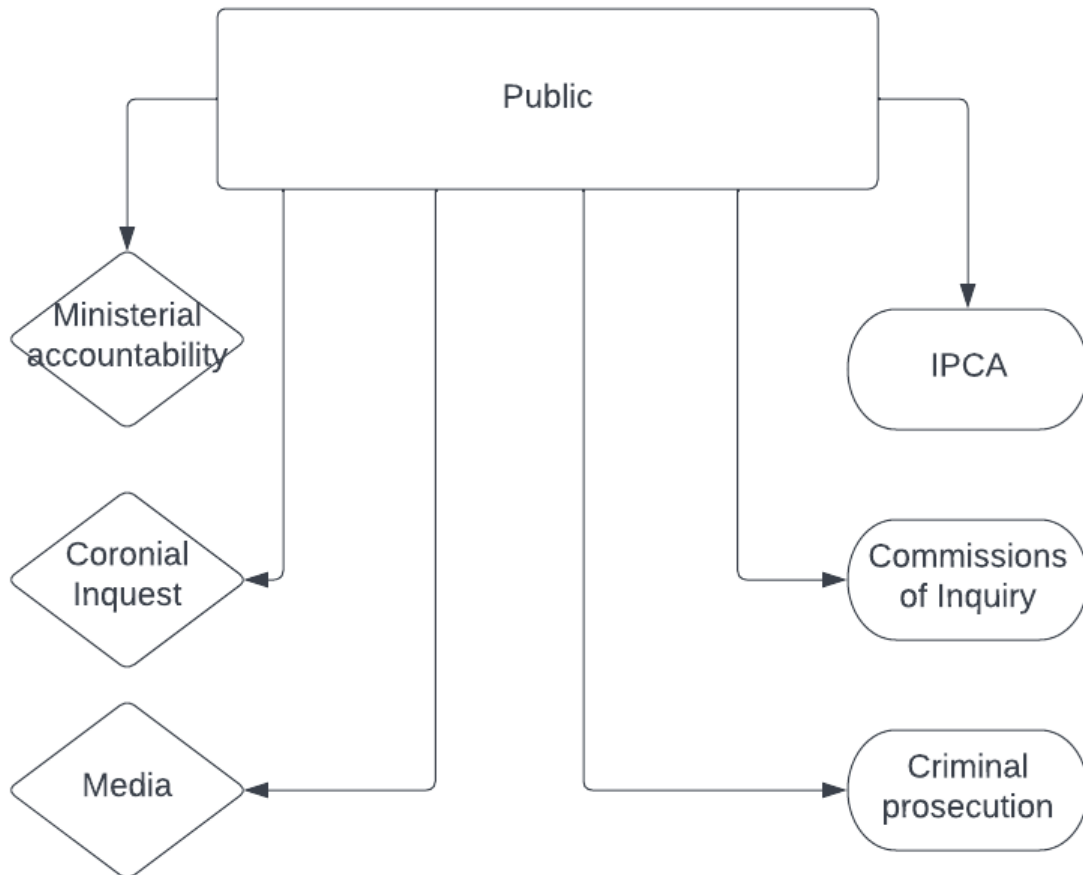 Public
Ministerial
accountability
IPCA
Coronial
Inquest
Commissions
of Inquiry
Media
Criminal
prosecution